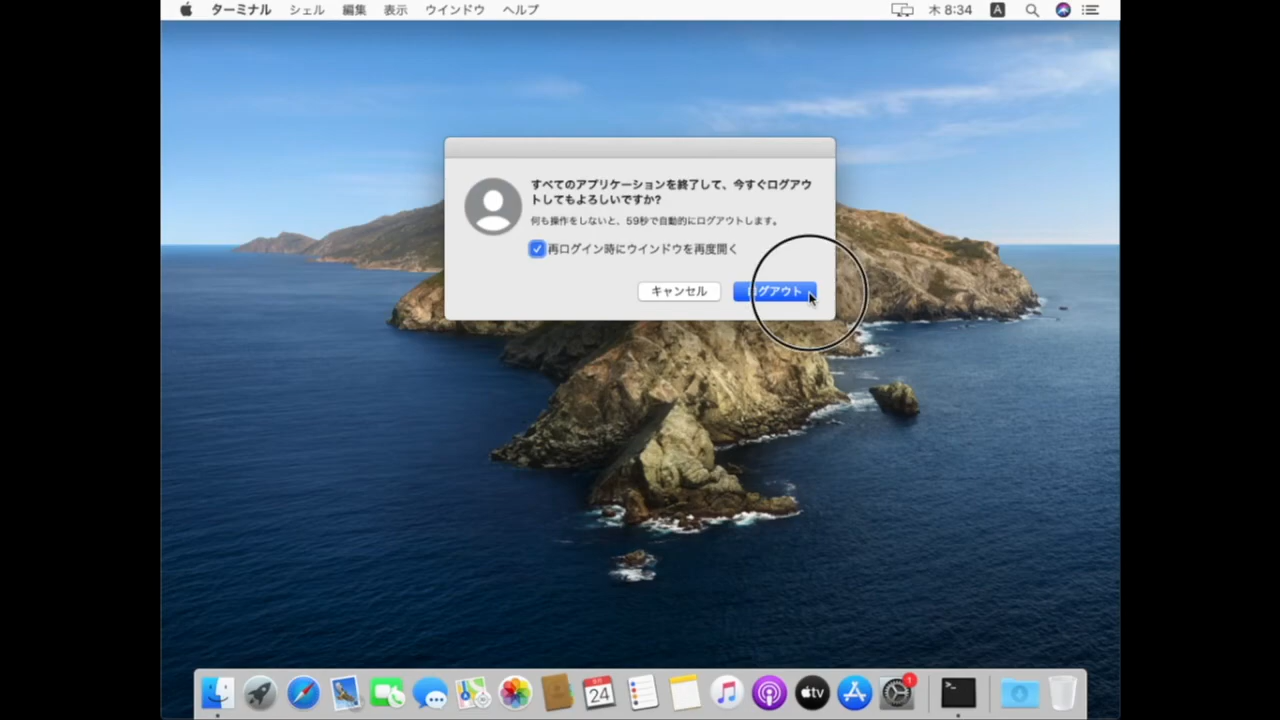 ターミナル シェル 編集 表示 ウインドウ ヘルプ 木 8:34 A
すべてのアプリケーションを終了して、今すぐログアウ
トしてもよろしいですか?
何も操作をしないと、59秒で自動的にログアウトします。
再ログイン時にウインドウを再度開く
キャンセル ログアウト
24 tv 1 >_